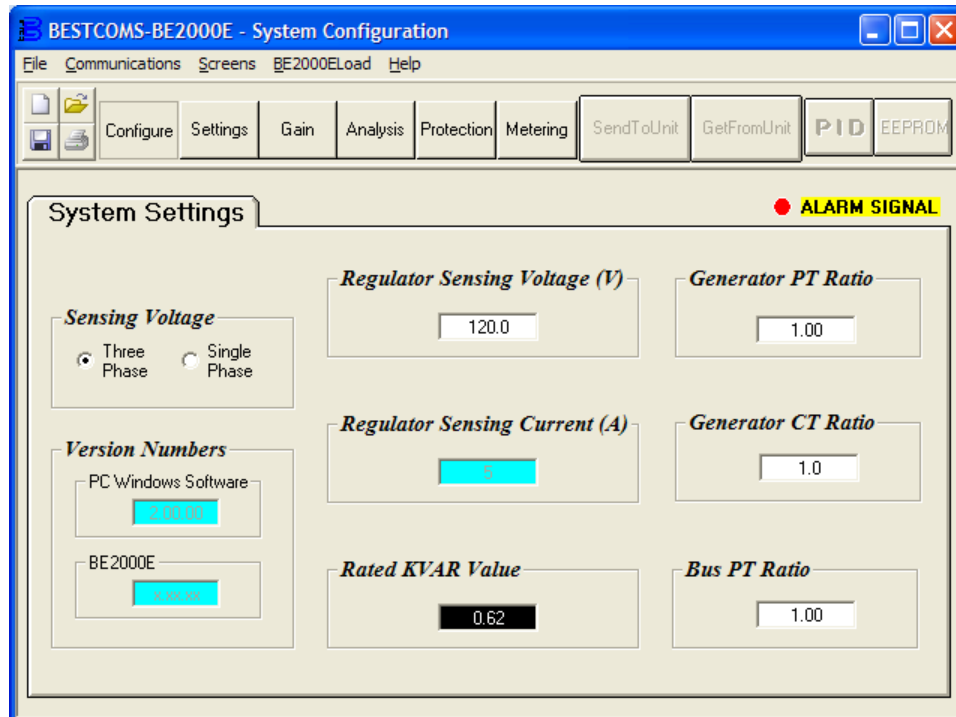 BESTCOMS-BE2000E - System Configuration
File Communications Screens BE2000ELoad Help
Configure Settings Gain Analysis Protection Metering SendToUnit GetFromUnit PID EEPROM
System Settings
ALARM SIGNAL
Sensing Voltage
Three Phase
Single Phase
Version Numbers
PC Windows Software
2.00.00
BE2000E
x.xx.xx
Regulator Sensing Voltage (V)
120.0
Regulator Sensing Current (A)
5
Rated KVAR Value
0.62
Generator PT Ratio
1.00
Generator CT Ratio
1.0
Bus PT Ratio
1.00